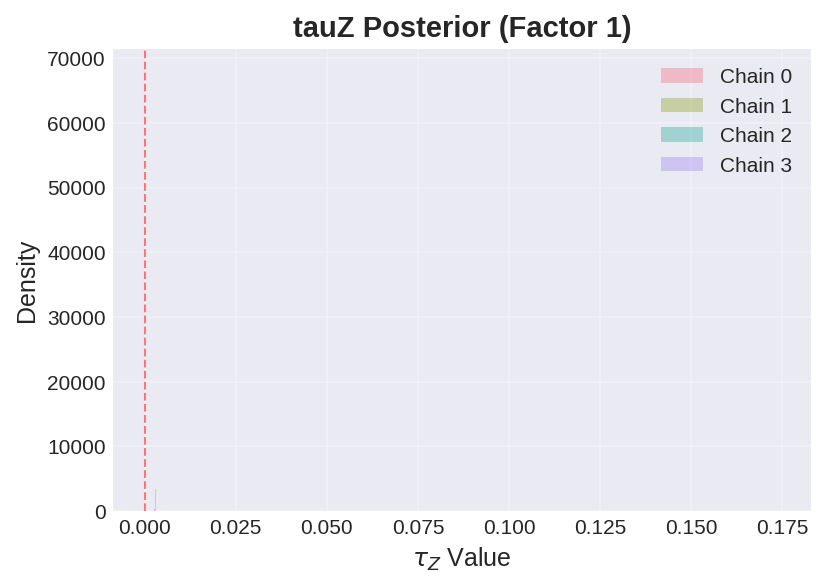 tauZ Posterior (Factor 1)
Chain 0
Chain 1
Chain 2
Chain 3
Density
70000
60000
50000
40000
30000
20000
10000
0
0.000 0.025 0.050 0.075 0.100 0.125 0.150 0.175
τZ Value